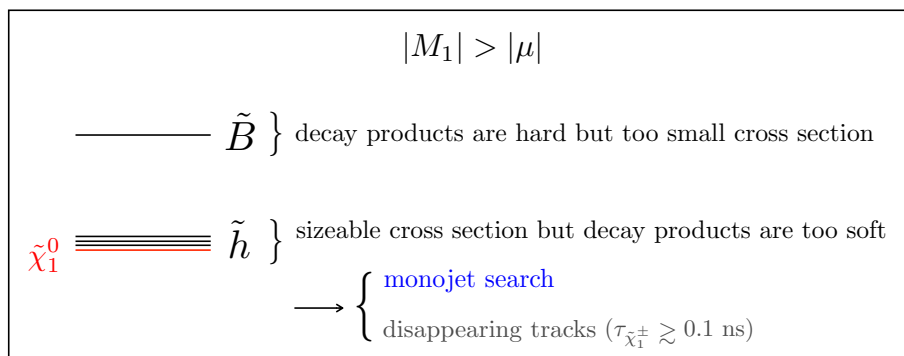 |M₁| > |μ|
B̃ } decay products are hard but too small cross section
h̃ } sizeable cross section but decay products are too soft
χ̃₁⁰
⟶ { monojet search
disappearing tracks (τ_χ̃₁± ≳ 0.1 ns)